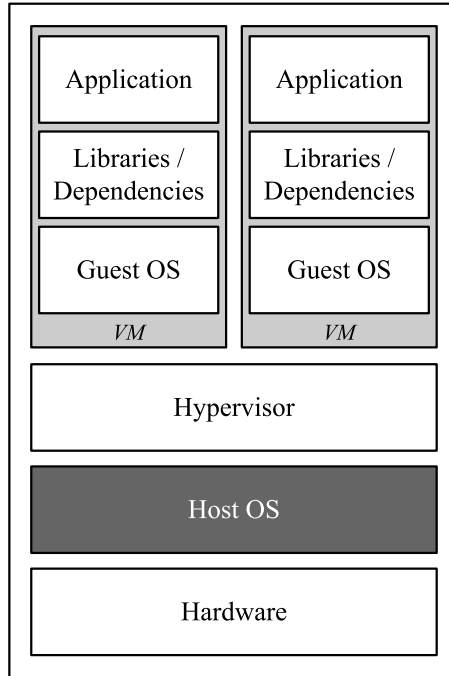 Application
Libraries /
Dependencies
Guest OS
VM
Application
Libraries /
Dependencies
Guest OS
VM
Hypervisor
Host OS
Hardware